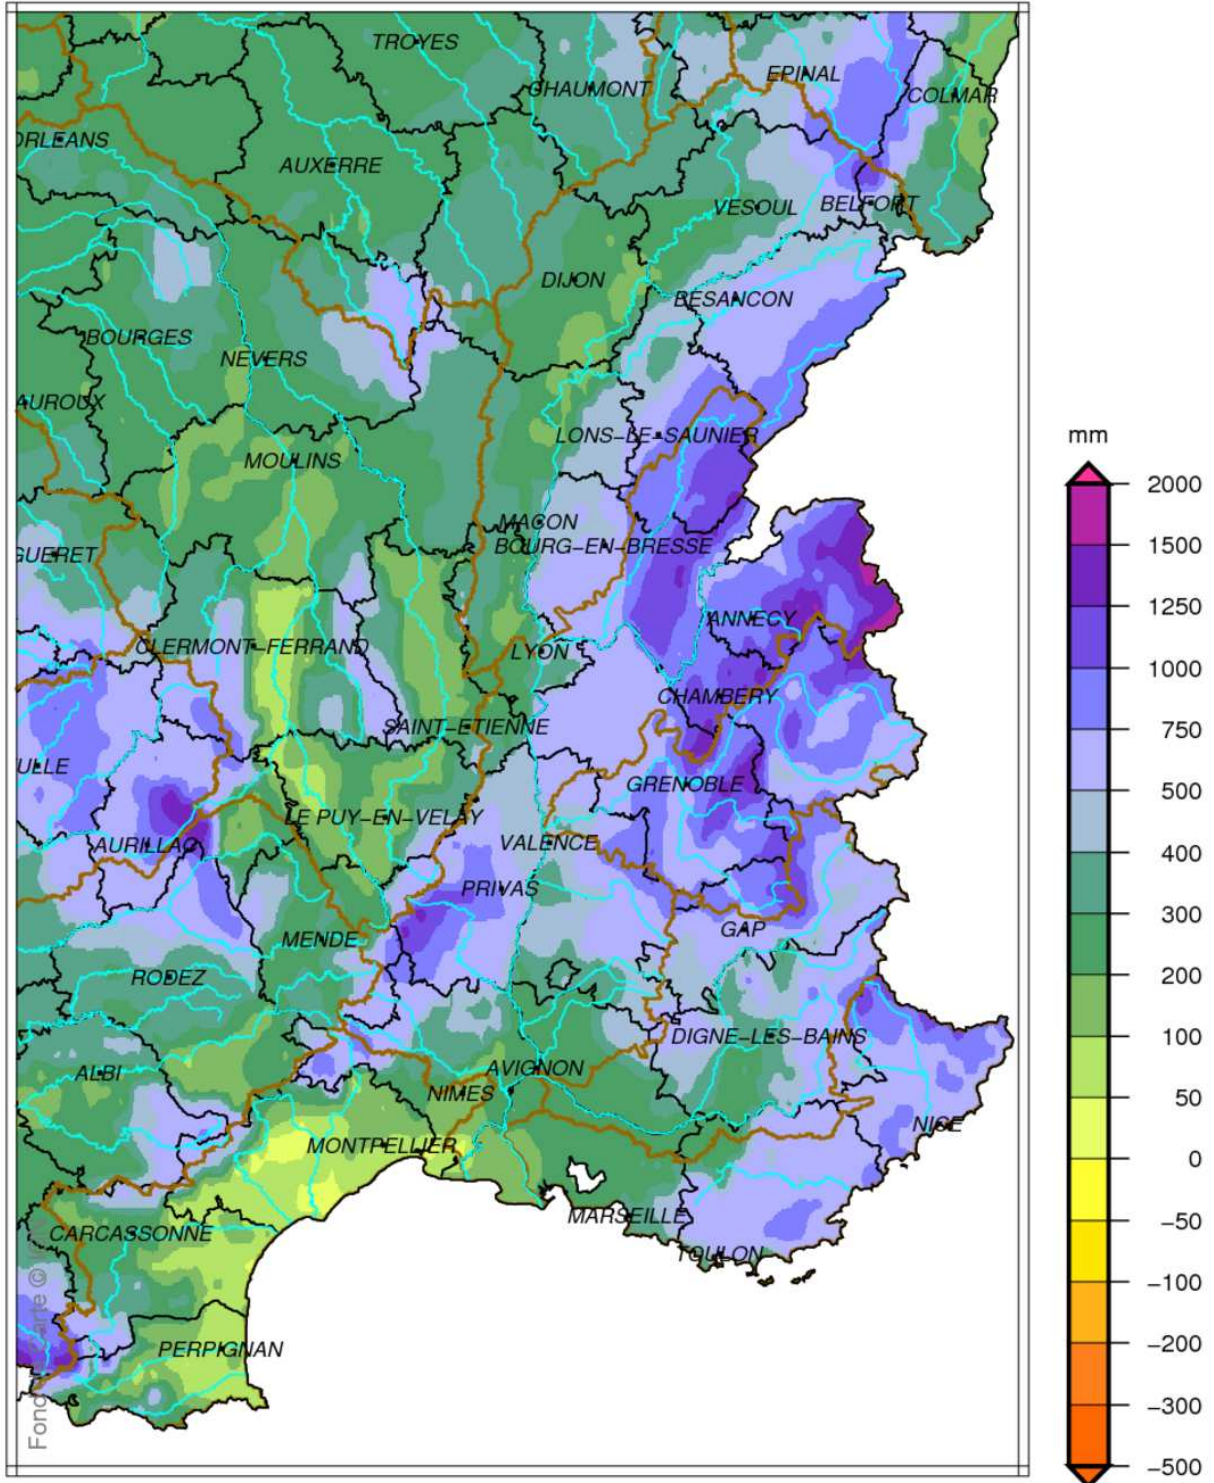 TROYES
CHAUMONT
EPINAL
COLMAR
ORLEANS
AUXERRE
VESOUL
BELFORT
DIJON
BESANCON
BOURGES
NEVERS
AUROUX
LONS-LE-SAUNIER
mm
MOULINS
2000
MACON
GUERET
BOURG-EN-BRESSE
1500
1250
ANNECY
CLERMONT-FERRAND
LYON
1000
CHAMBERY
SAINT-ETIENNE
750
ULLE
GRENOBLE
500
LE PUY-EN-VELAY
AURILLAC
VALENCE
400
PRIVAS
300
GAP
MENDE
RODEZ
200
DIGNE-LES-BAINS
100
AVIGNON
ALBI
NIMES
50
NICE
MONTPELLIER
0
MARSEILLE
-50
CARCASSONNE
TOULON
-100
-200
PERPIGNAN
-300
Fond
arte ©
-500